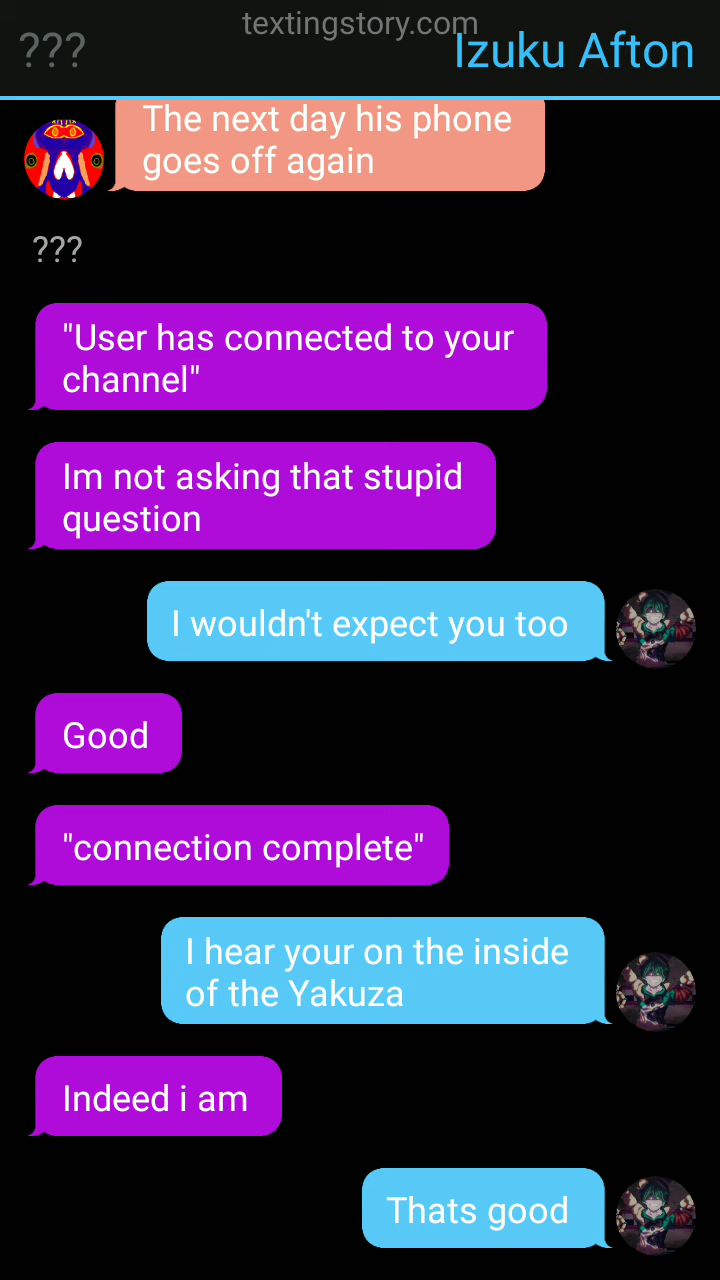 textingstory.com
??? Izuku Afton
The next day his phone
goes off again
???
"User has connected to your
channel"
Im not asking that stupid
question
I wouldn't expect you too
Good
"connection complete"
I hear your on the inside
of the Yakuza
Indeed i am
Thats good